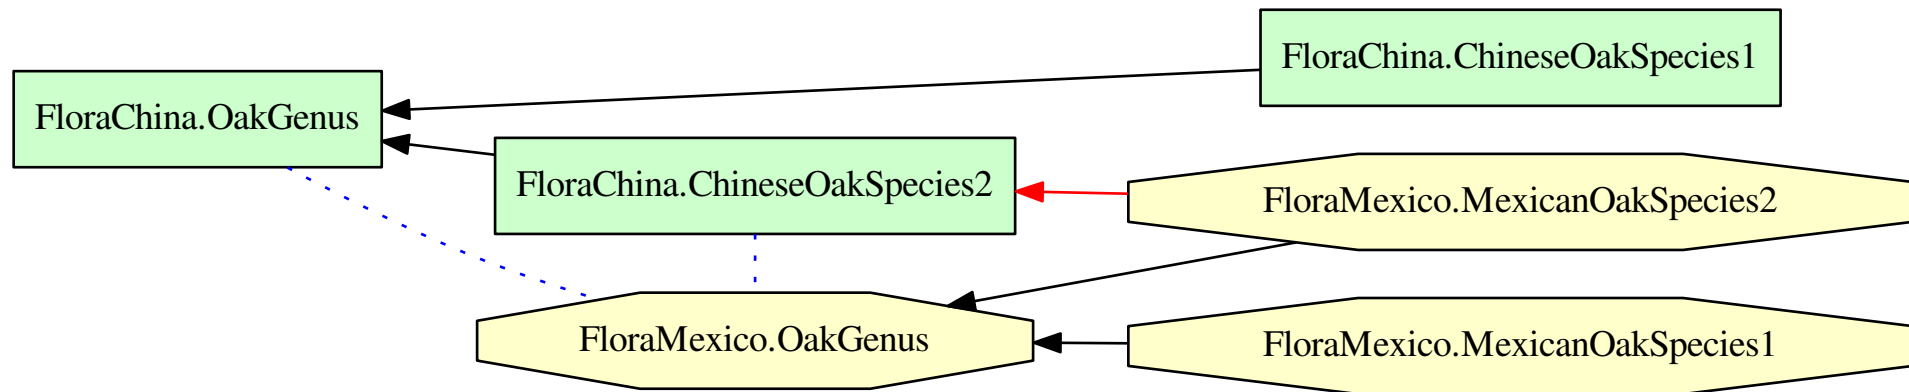 FloraChina.ChineseOakSpecies1
FloraChina.OakGenus
FloraChina.ChineseOakSpecies2
FloraMexico.MexicanOakSpecies2
FloraMexico.OakGenus
FloraMexico.MexicanOakSpecies1